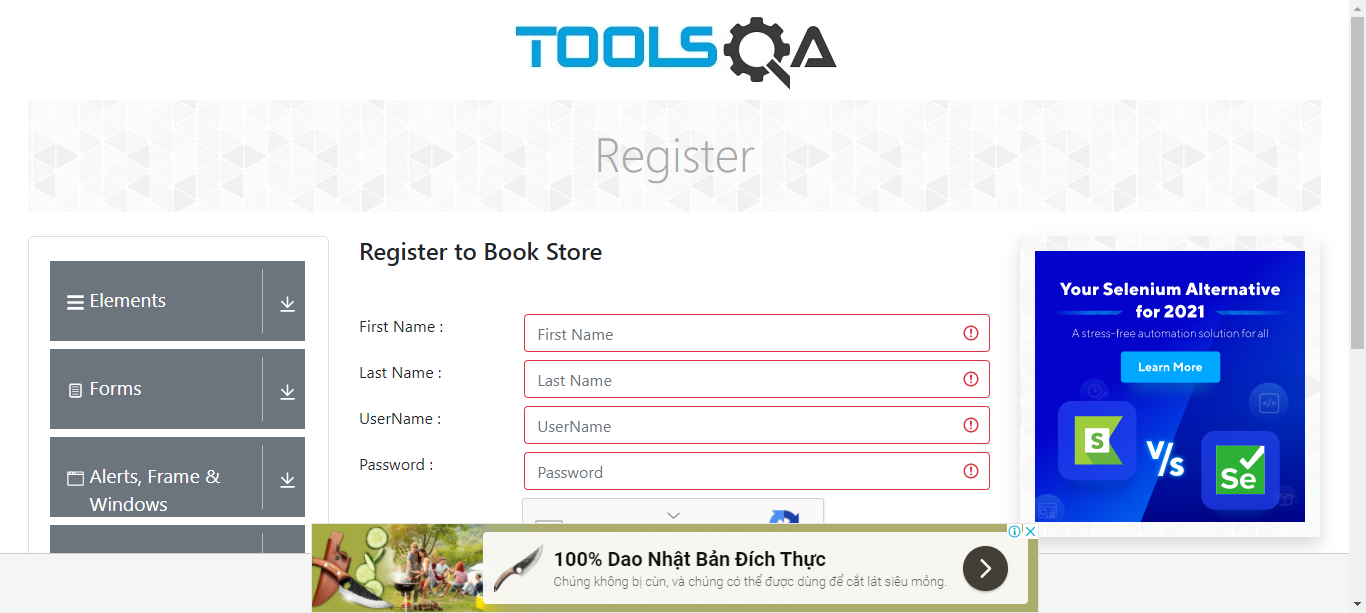 TOOLSQA
Register
Register to Book Store
Elements
Forms
Alerts, Frame &
Windows
First Name :
First Name
Last Name :
Last Name
UserName :
UserName
Password :
Password
Your Selenium Alternative
for 2021
A stress-free automation solution for all
Learn More
S
V/s
Se
100% Dao Nhật Bản Đích Thực
Chúng không bị cùn, và chúng có thể được dùng để cắt lát siêu mỏng.